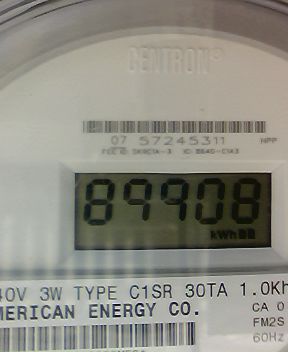 CENTRON®
07 57245311
89908
kWh
40V 3W TYPE C1SR 30TA 1.0Kh
MERICAN ENERGY CO.
CA 0
FM2S
60Hz